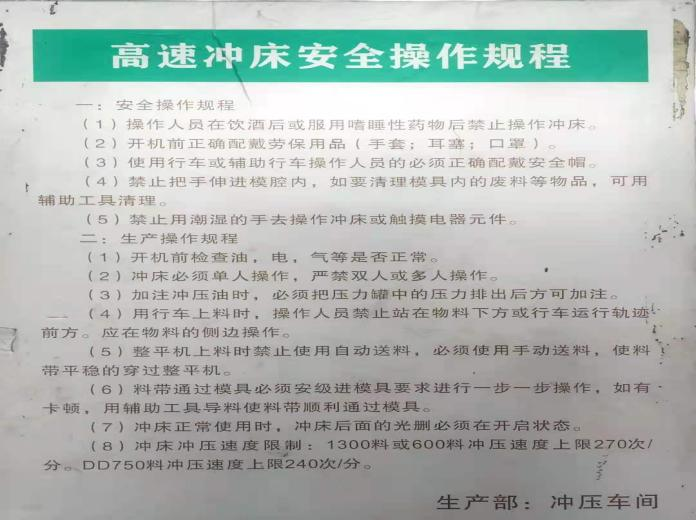 高速冲床安全操作规程
一：安全操作规程
（1）操作人员在饮酒后或服用嗜睡性药物后禁止操作冲床。
（2）开机前正确配戴劳保用品（手套；耳塞；口罩）。
（3）使用行车或辅助行车操作人员的必须正确配戴安全帽。
（4）禁止把手伸进模腔内，如要清理模具内的废料等物品，可用
辅助工具清理。
（5）禁止用潮湿的手去操作冲床或触摸电器元件。
二：生产操作规程
（1）开机前检查油，电，气等是否正常。
（2）冲床必须单人操作，严禁双人或多人操作。
（3）加注冲压油时，必须把压力罐中的压力排出后方可加注。
（4）用行车上料时，操作人员禁止站在物料下方或行车运行轨迹
前方。应在物料的侧边操作。
（5）整平机上料时禁止使用自动送料，必须使用手动送料，使料
带平稳的穿过整平机。
（6）料带通过模具必须安级进模具要求进行一步一步操作，如有
卡顿，用辅助工具导料使料带顺利通过模具。
（7）冲床正常使用时，冲床后面的光删必须在开启状态。
（8）冲床冲压速度限制：1300料或600料冲压速度上限270次/
分。DD750料冲压速度上限240次/分。
生产部：冲压车间